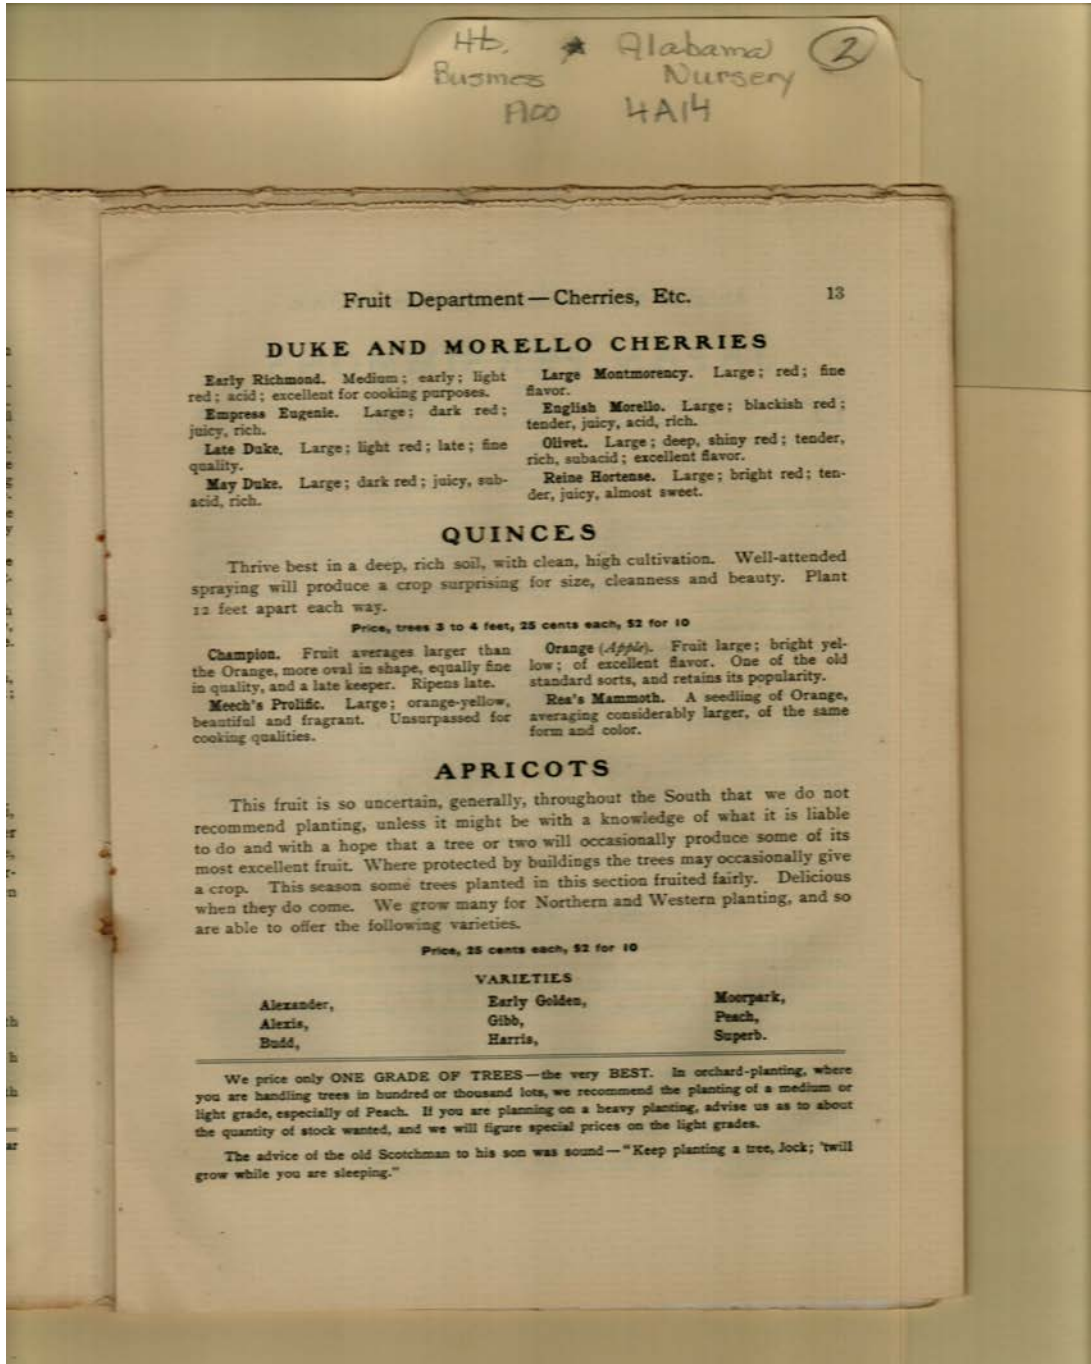 Hb. * Alabama 2
Business Nursery
1900 4A14
Fruit Department — Cherries, Etc. 13
DUKE AND MORELLO CHERRIES
Early Richmond. Medium; early; light
red; acid; excellent for cooking purposes.
Empress Eugenie. Large; dark red;
juicy, rich.
Late Duke. Large; light red; late; fine
quality.
May Duke. Large; dark red; juicy, sub-
acid, rich.
Large Montmorency. Large; red; fine
flavor.
English Morello. Large; blackish red;
tender, juicy, acid, rich.
Olivet. Large; deep, shiny red; tender,
rich, subacid; excellent flavor.
Reine Hortense. Large; bright red; ten-
der, juicy, almost sweet.
QUINCES
Thrive best in a deep, rich soil, with clean, high cultivation. Well-attended
spraying will produce a crop surprising for size, cleanness and beauty. Plant
12 feet apart each way.
Price, trees 3 to 4 feet, 25 cents each, $2 for 10
Champion. Fruit averages larger than
the Orange, more oval in shape, equally fine
in quality, and a late keeper. Ripens late.
Meech's Prolific. Large; orange-yellow,
beautiful and fragrant. Unsurpassed for
cooking qualities.
Orange (Apple). Fruit large; bright yel-
low; of excellent flavor. One of the old
standard sorts, and retains its popularity.
Rea's Mammoth. A seedling of Orange,
averaging considerably larger, of the same
form and color.
APRICOTS
This fruit is so uncertain, generally, throughout the South that we do not
recommend planting, unless it might be with a knowledge of what it is liable
to do and with a hope that a tree or two will occasionally produce some of its
most excellent fruit. Where protected by buildings the trees may occasionally give
a crop. This season some trees planted in this section fruited fairly. Delicious
when they do come. We grow many for Northern and Western planting, and so
are able to offer the following varieties.
Price, 25 cents each, $2 for 10
VARIETIES
Alexander, Early Golden, Moorpark,
Alexis, Gibb, Peach,
Budd, Harris, Superb.
We price only ONE GRADE OF TREES—the very BEST. In orchard-planting, where
you are handling trees in hundred or thousand lots, we recommend the planting of a medium or
light grade, especially of Peach. If you are planning on a heavy planting, advise us as to about
the quantity of stock wanted, and we will figure special prices on the light grades.
The advice of the old Scotchman to his son was sound—"Keep planting a tree, Jock; 'twill
grow while you are sleeping."